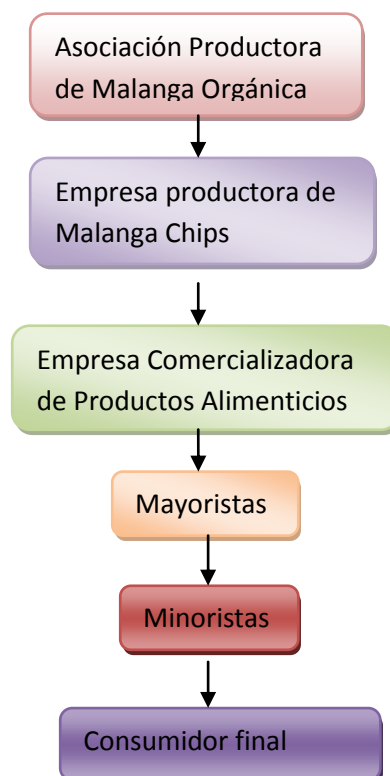 Asociación Productora
de Malanga Orgánica
Empresa productora de
Malanga Chips
Empresa Comercializadora
de Productos Alimenticios
Mayoristas
Minoristas
Consumidor final